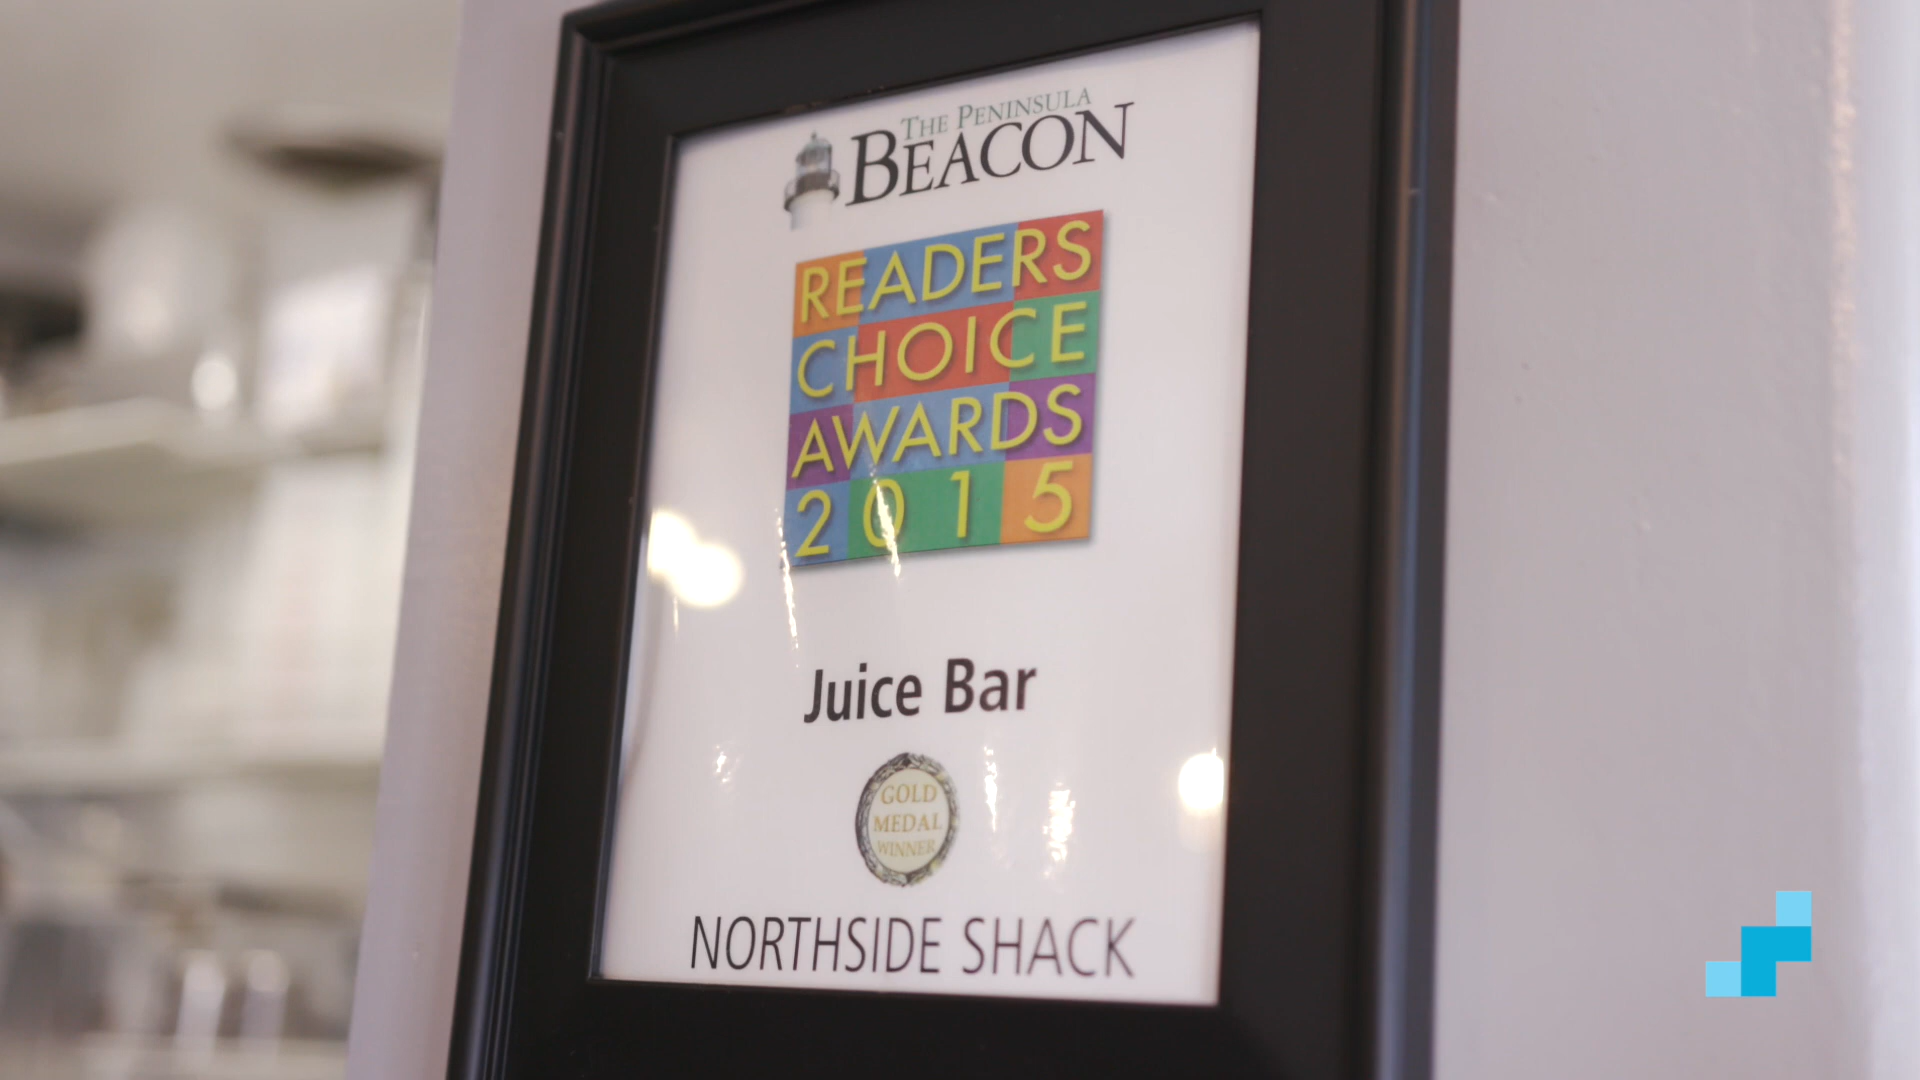 THE PENINSULA
BEACON
READERS
CHOICE
AWARDS
2015
Juice Bar
GOLD
MEDAL
WINNER
NORTHSIDE SHACK